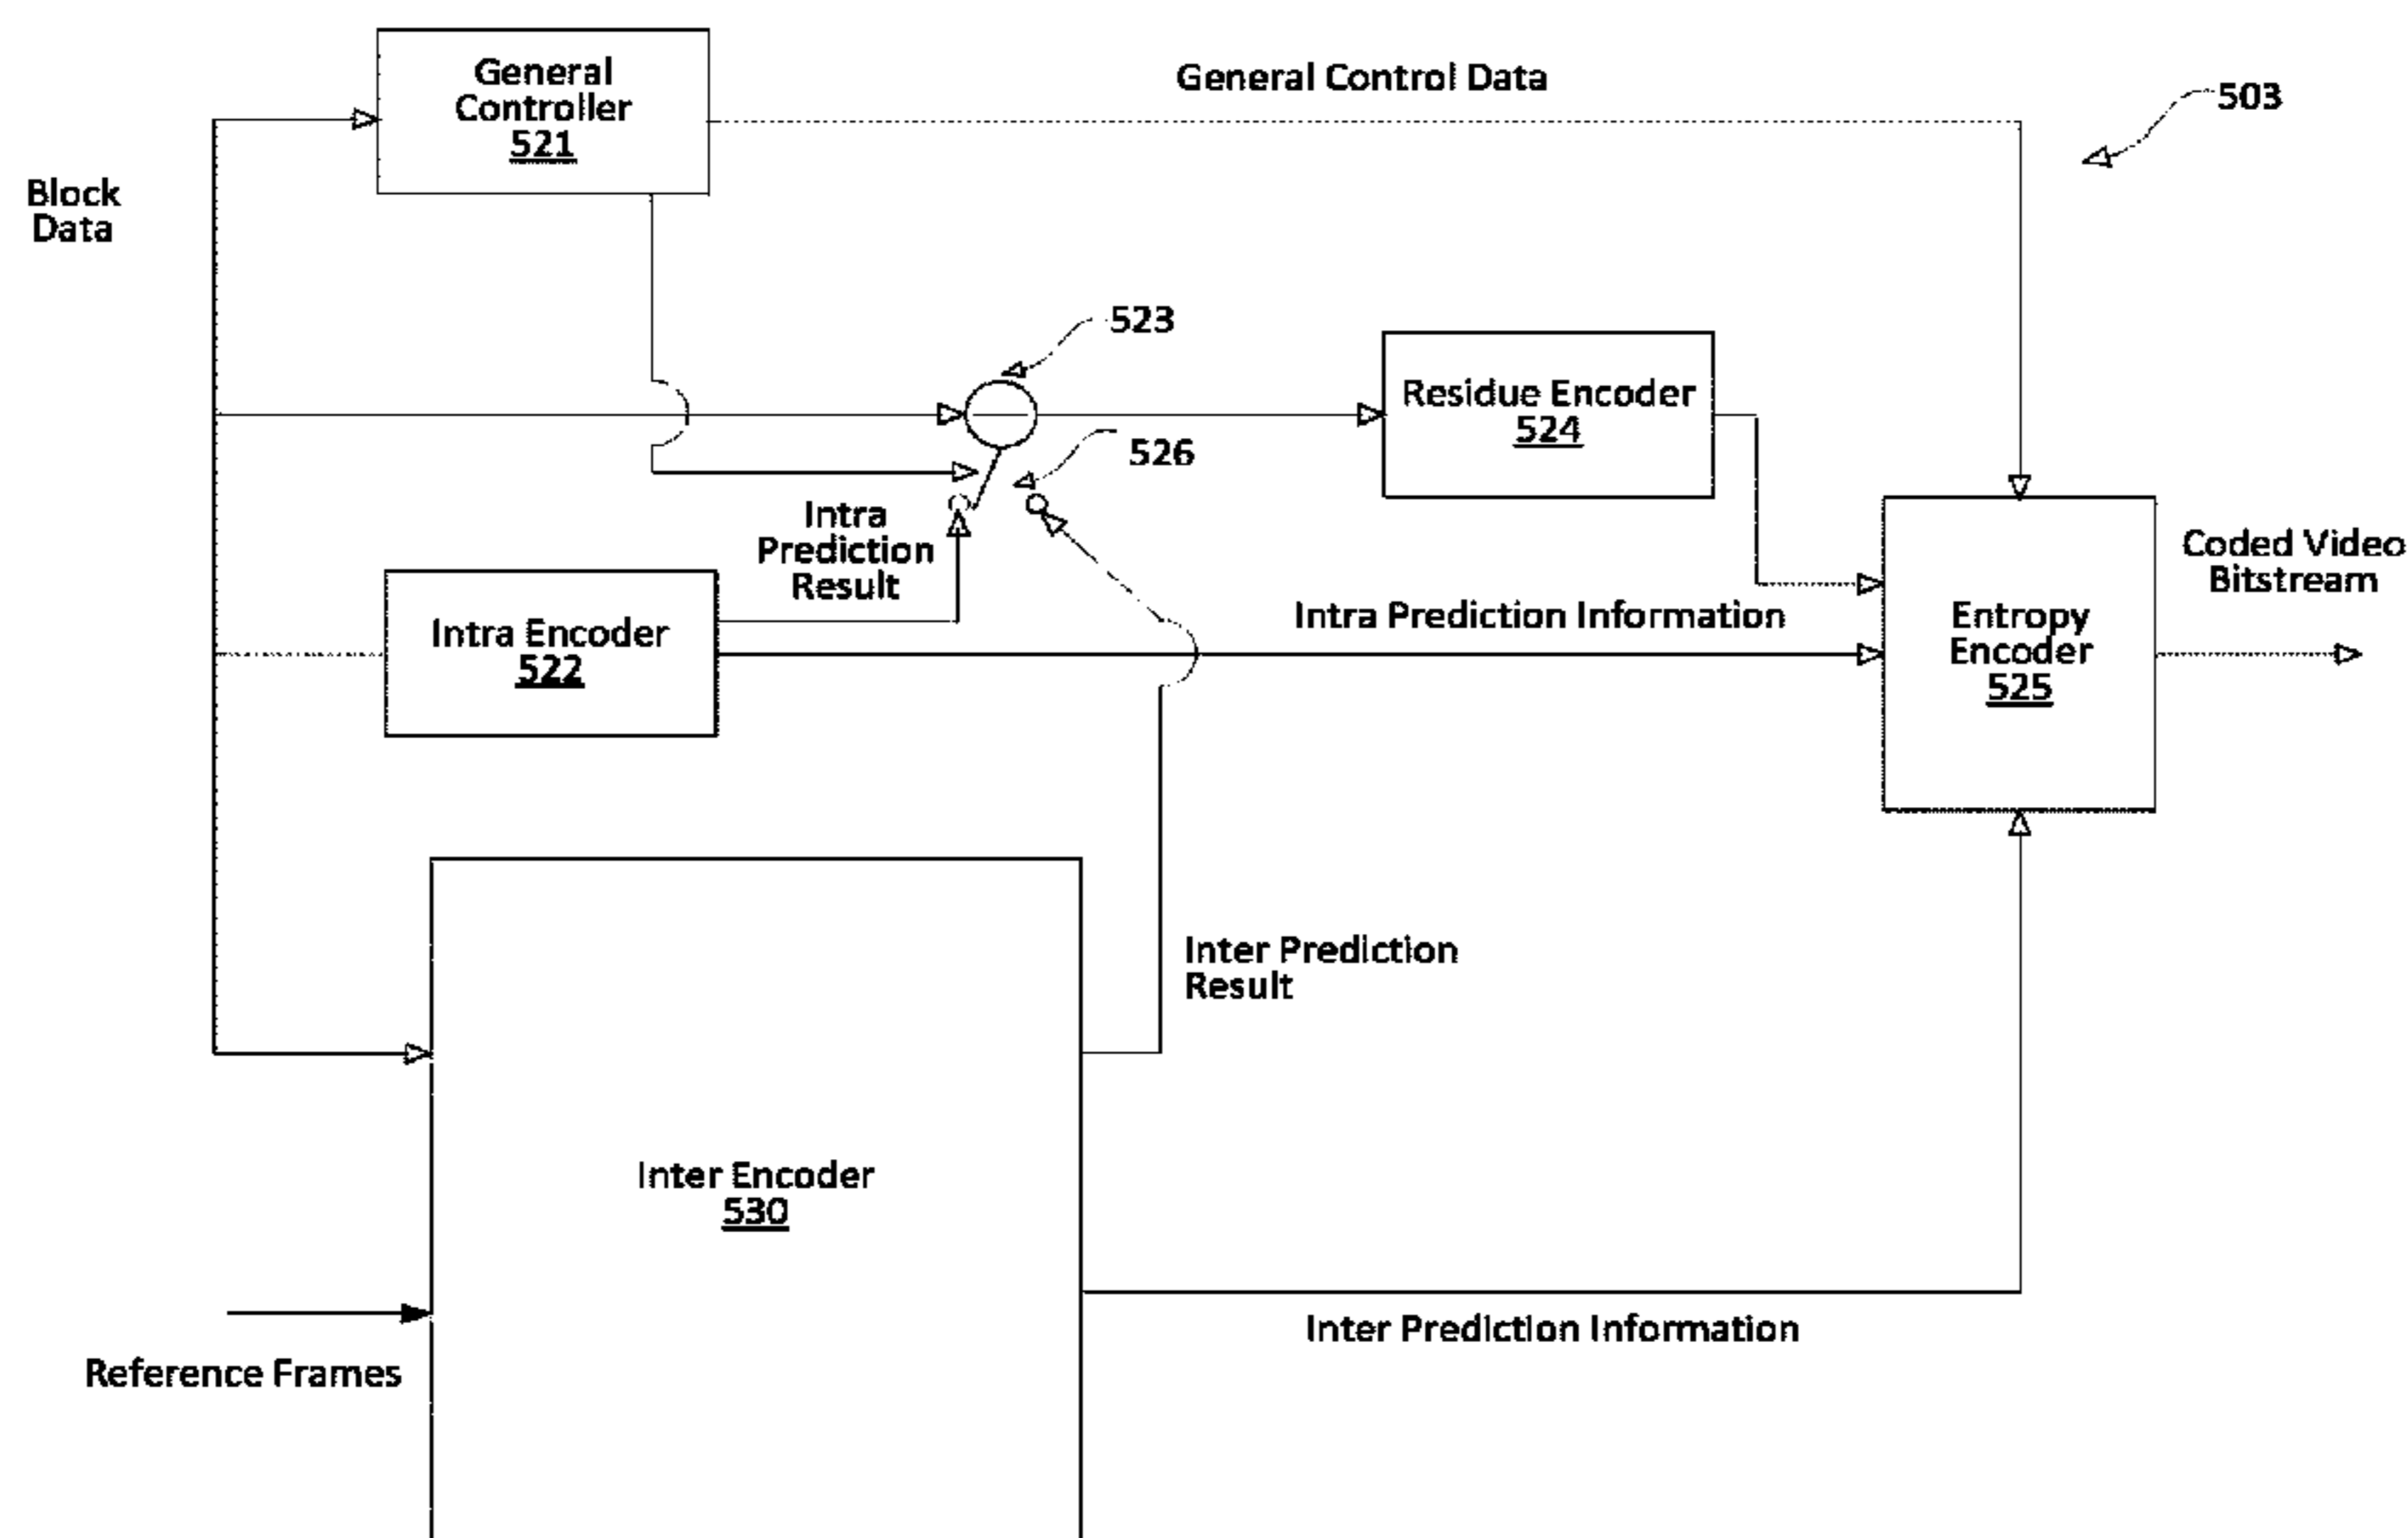 General
Controller
521
General Control Data
503
Block
Data
523
Residue Encoder
524
526
Intra
Prediction
Result
Coded Video
Bitstream
Intra Encoder
522
Intra Prediction Information
Entropy
Encoder
525
Inter Prediction
Result
Inter Encoder
530
Inter Prediction Information
Reference Frames